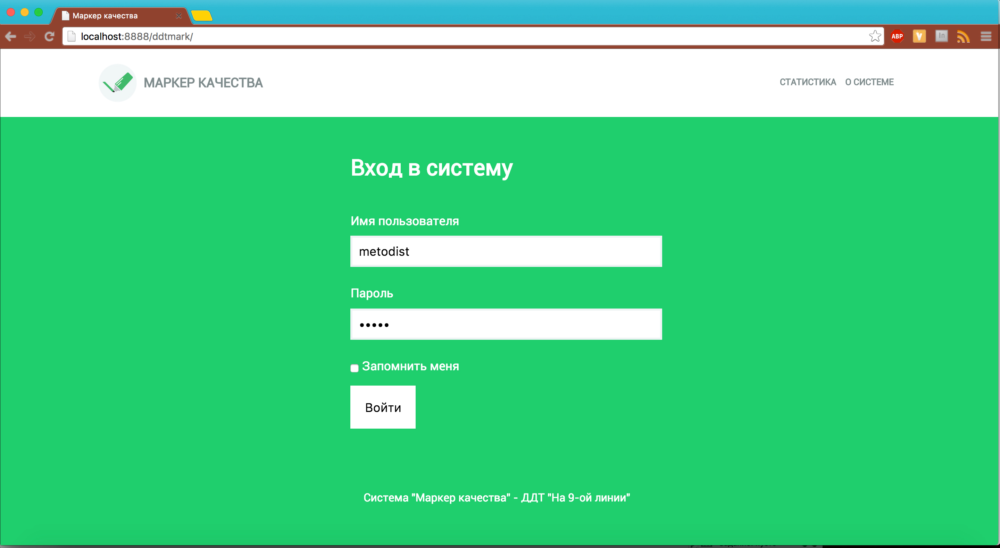 Маркер качества
localhost:8888/ddtmark/
ABP
V
In
МАРКЕР КАЧЕСТВА
СТАТИСТИКА О СИСТЕМЕ
Вход в систему
Имя пользователя
metodist
Пароль
Запомнить меня
Войти
Система "Маркер качества" - ДДТ "На 9-ой линии"